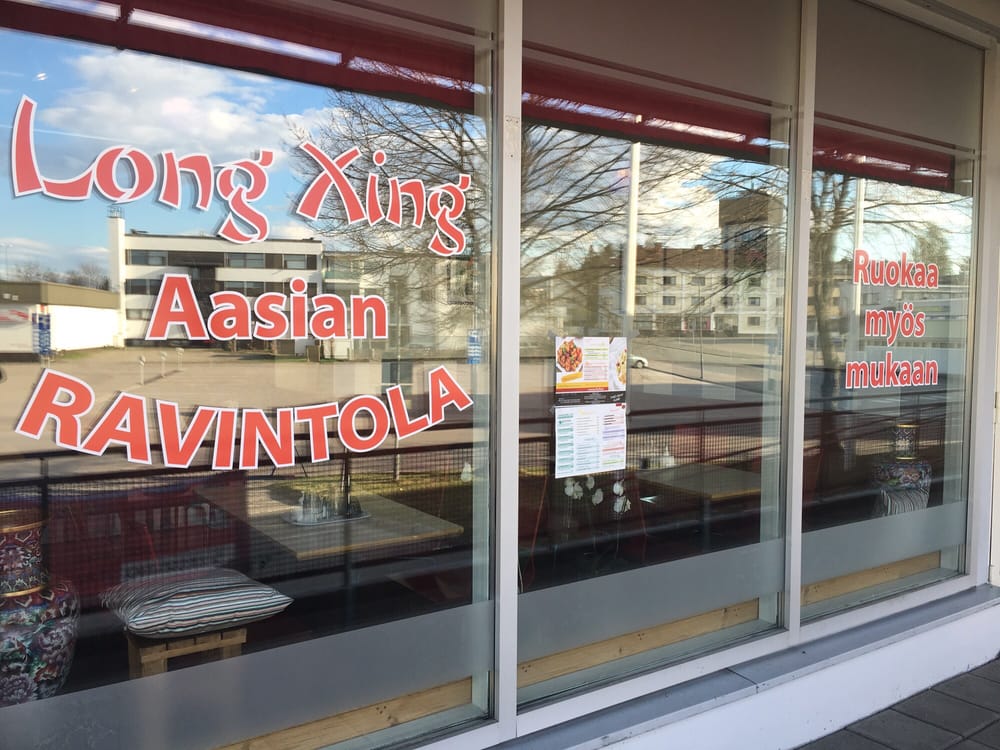 Long Xing
Aasian
RAVINTOLA
Ruokaa
myös
mukaan